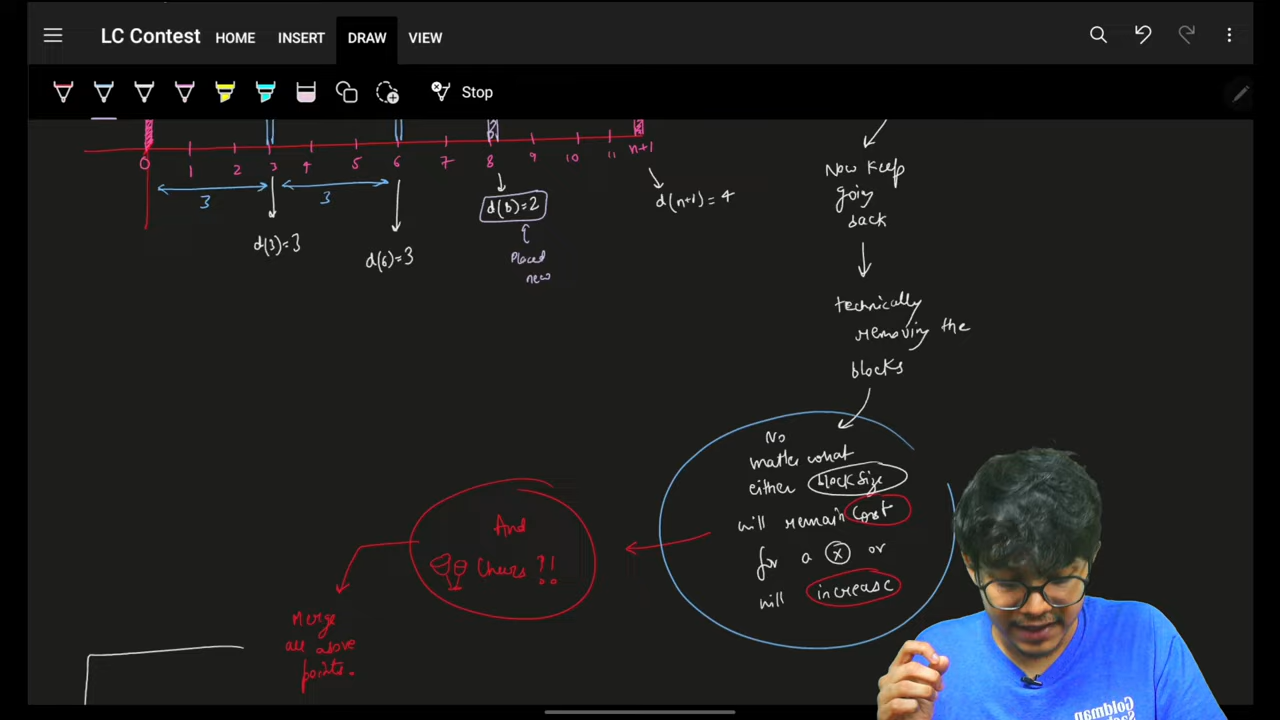 LC Contest HOME INSERT DRAW VIEW
Stop
0 1 2 3 4 5 6 7 8 9 10 11 n+1
3 3
d(3)=3
d(6)=3
d(8)=2
Placed
new
d(n+1)=4
Now keep
going
back
technically
removing the
blocks
No
matter what
either block size
will remain const
for a x or
will increase
And
Cheers ?!!
Merge
all above
points.
Goldman
Sachs